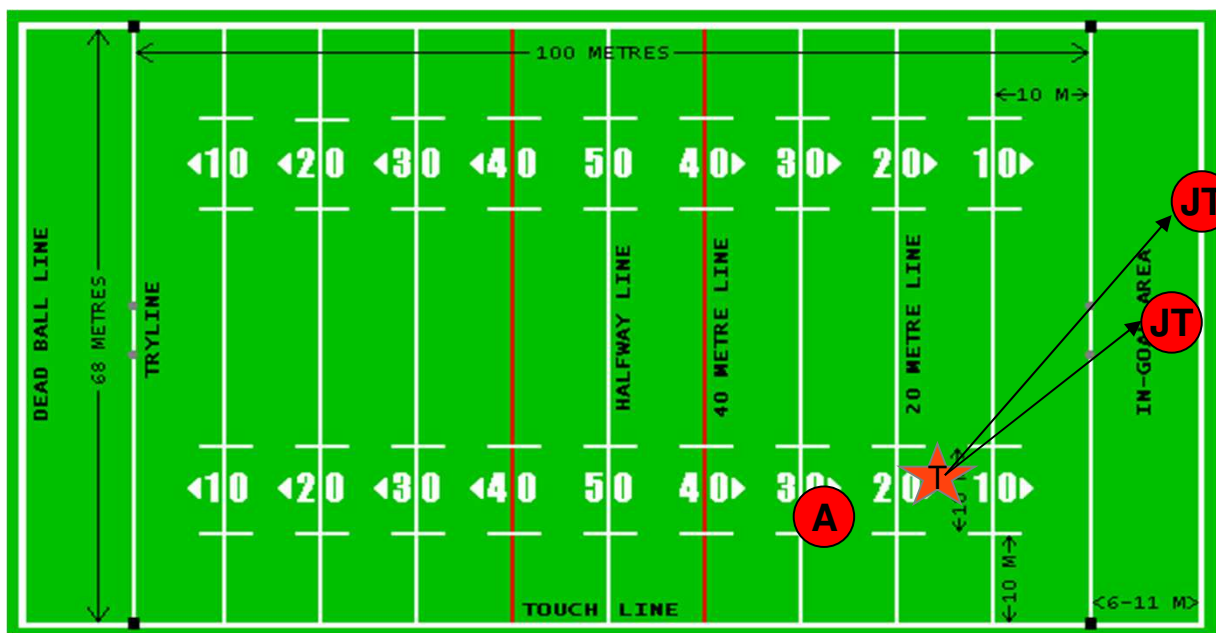 100 METRES
10 M
10 20 30 40 50 40 30 20 10
JT
JT
DEAD BALL LINE
68 METRES
TRYLINE
HALFWAY LINE
40 METRE LINE
20 METRE LINE
IN-GOAL AREA
10 20 30 40 50 40 30 20 10
T
A
10 M
TOUCH LINE
6-11 M